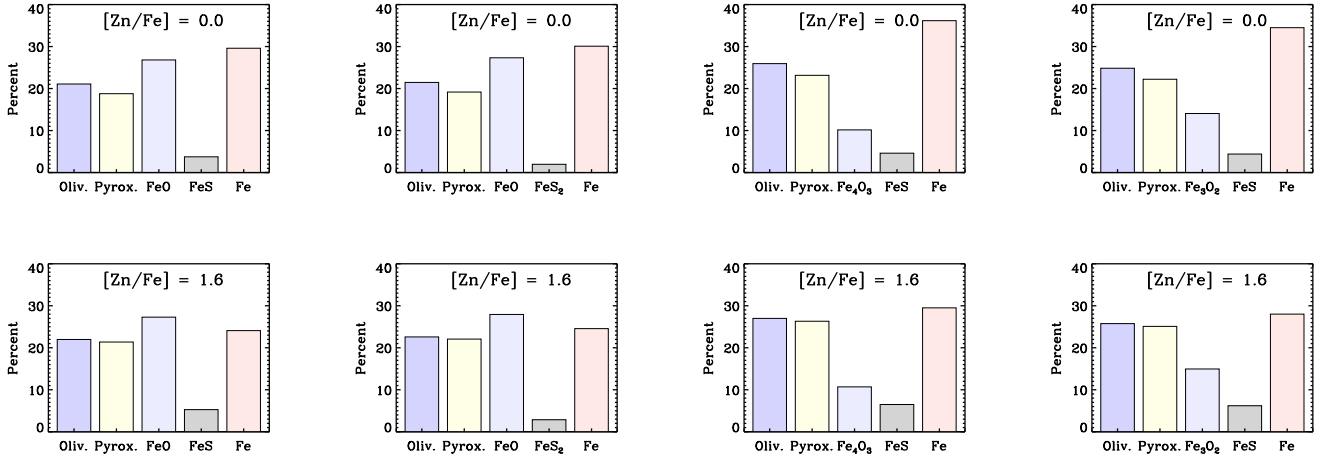 [Zn/Fe] = 0.0
Percent
40
30
20
10
0
Oliv. Pyrox. FeO FeS Fe
[Zn/Fe] = 0.0
Percent
40
30
20
10
0
Oliv. Pyrox. FeO FeS₂ Fe
[Zn/Fe] = 0.0
Percent
40
30
20
10
0
Oliv. Pyrox. Fe₄O₃ FeS Fe
[Zn/Fe] = 0.0
Percent
40
30
20
10
0
Oliv. Pyrox. Fe₃O₂ FeS Fe
[Zn/Fe] = 1.6
Percent
40
30
20
10
0
Oliv. Pyrox. FeO FeS Fe
[Zn/Fe] = 1.6
Percent
40
30
20
10
0
Oliv. Pyrox. FeO FeS₂ Fe
[Zn/Fe] = 1.6
Percent
40
30
20
10
0
Oliv. Pyrox. Fe₄O₃ FeS Fe
[Zn/Fe] = 1.6
Percent
40
30
20
10
0
Oliv. Pyrox. Fe₃O₂ FeS Fe